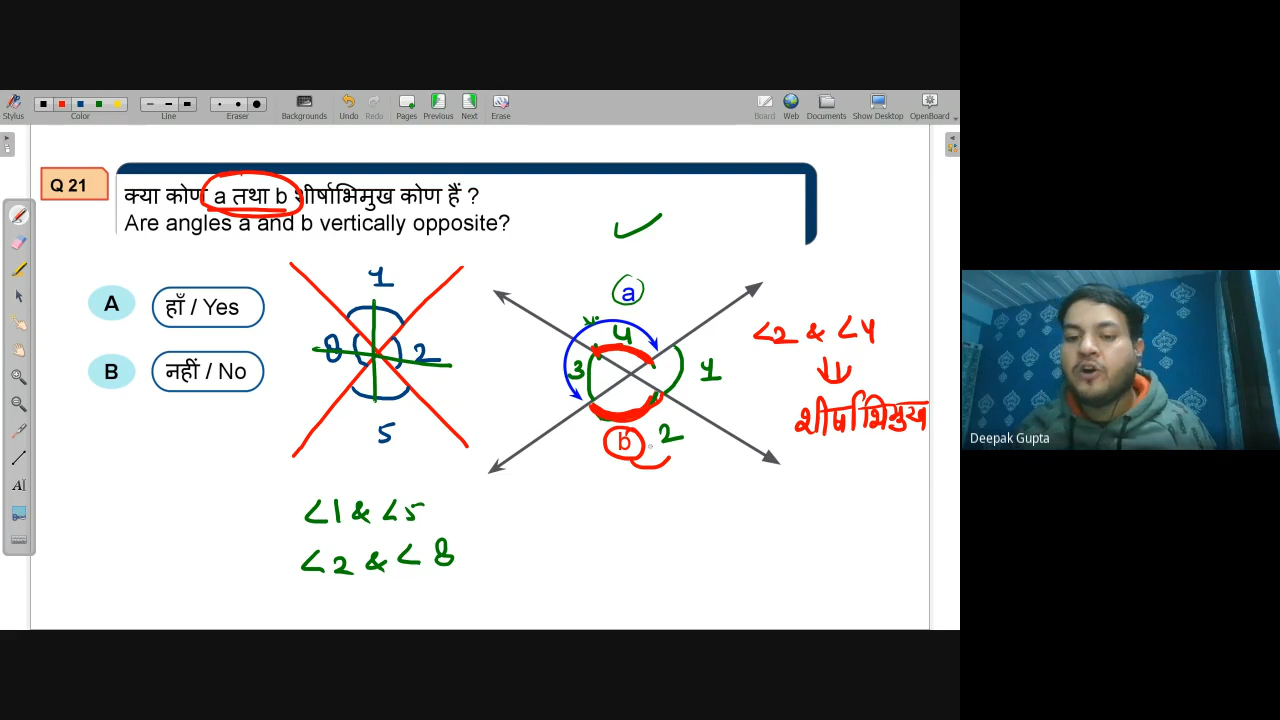 Stylus
Color
Line
Eraser
Backgrounds
Undo
Redo
Pages
Previous
Next
Erase
Board
Web
Documents
Show Desktop
OpenBoard
Q 21
क्या कोण a तथा b शीर्षाभिमुख कोण हैं ?
Are angles a and b vertically opposite?
A
हाँ / Yes
B
नहीं / No
1
8
2
5
a
4
3
1
b
2
∠2 & ∠4
शीर्षाभिमुख
∠1 & ∠5
∠2 & ∠8
Deepak Gupta